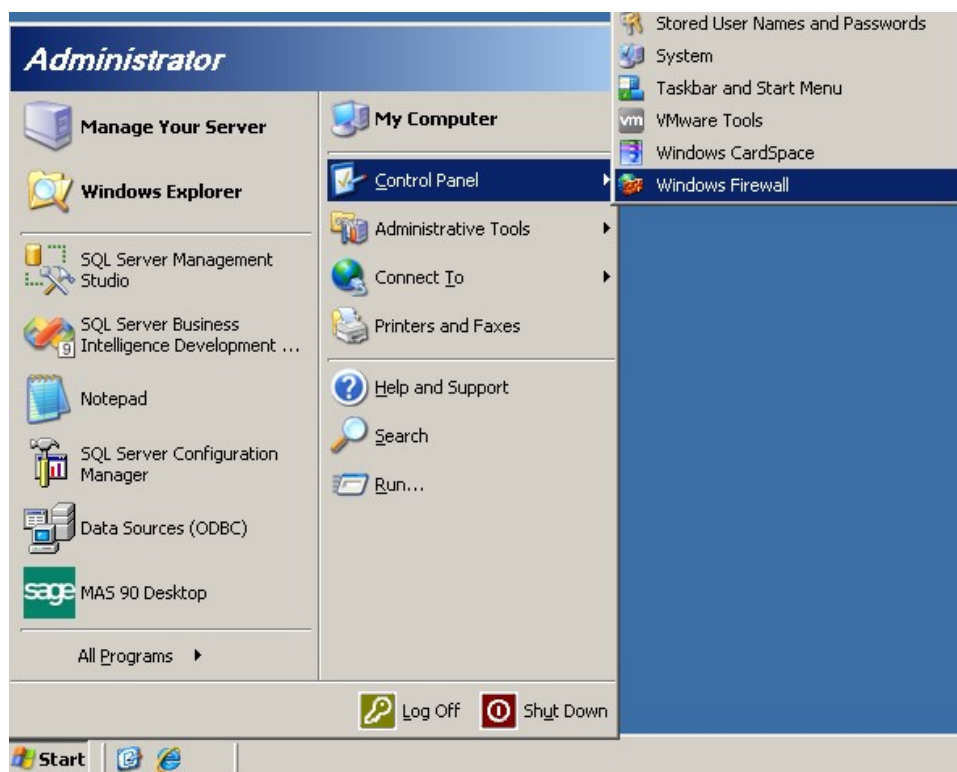 Administrator
Manage Your Server
Windows Explorer
SQL Server Management
Studio
SQL Server Business
Intelligence Development ...
9
Notepad
SQL Server Configuration
Manager
Data Sources (ODBC)
sage MAS 90 Desktop
All Programs
My Computer
Control Panel
Administrative Tools
Connect To
Printers and Faxes
Help and Support
Search
Run...
Stored User Names and Passwords
System
Taskbar and Start Menu
vm VMware Tools
Windows CardSpace
Windows Firewall
Log Off Shut Down
Start